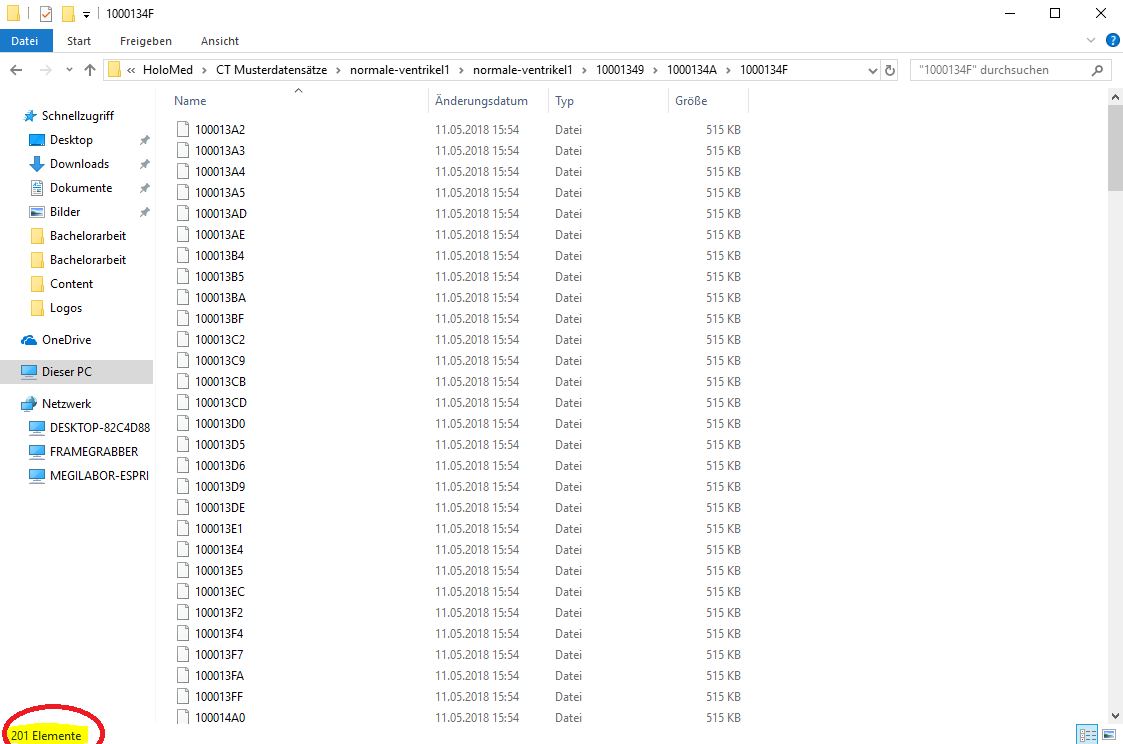 1000134F
Datei Start Freigeben Ansicht
« HoloMed > CT Musterdatensätze > normale-ventrikel1 > normale-ventrikel1 > 10001349 > 1000134A > 1000134F
"1000134F" durchsuchen
Schnellzugriff
Desktop
Downloads
Dokumente
Bilder
Bachelorarbeit
Bachelorarbeit
Content
Logos
OneDrive
Dieser PC
Netzwerk
DESKTOP-82C4D88
FRAMEGRABBER
MEGILABOR-ESPRI
Name Änderungsdatum Typ Größe
100013A2 11.05.2018 15:54 Datei 515 KB
100013A3 11.05.2018 15:54 Datei 515 KB
100013A4 11.05.2018 15:54 Datei 515 KB
100013A5 11.05.2018 15:54 Datei 515 KB
100013AD 11.05.2018 15:54 Datei 515 KB
100013AE 11.05.2018 15:54 Datei 515 KB
100013B4 11.05.2018 15:54 Datei 515 KB
100013B5 11.05.2018 15:54 Datei 515 KB
100013BA 11.05.2018 15:54 Datei 515 KB
100013BF 11.05.2018 15:54 Datei 515 KB
100013C2 11.05.2018 15:54 Datei 515 KB
100013C9 11.05.2018 15:54 Datei 515 KB
100013CB 11.05.2018 15:54 Datei 515 KB
100013CD 11.05.2018 15:54 Datei 515 KB
100013D0 11.05.2018 15:54 Datei 515 KB
100013D5 11.05.2018 15:54 Datei 515 KB
100013D6 11.05.2018 15:54 Datei 515 KB
100013D9 11.05.2018 15:54 Datei 515 KB
100013DE 11.05.2018 15:54 Datei 515 KB
100013E1 11.05.2018 15:54 Datei 515 KB
100013E4 11.05.2018 15:54 Datei 515 KB
100013E5 11.05.2018 15:54 Datei 515 KB
100013EC 11.05.2018 15:54 Datei 515 KB
100013F2 11.05.2018 15:54 Datei 515 KB
100013F4 11.05.2018 15:54 Datei 515 KB
100013F7 11.05.2018 15:54 Datei 515 KB
100013FA 11.05.2018 15:54 Datei 515 KB
100013FF 11.05.2018 15:54 Datei 515 KB
100014A0 11.05.2018 15:54 Datei 515 KB
201 Elemente